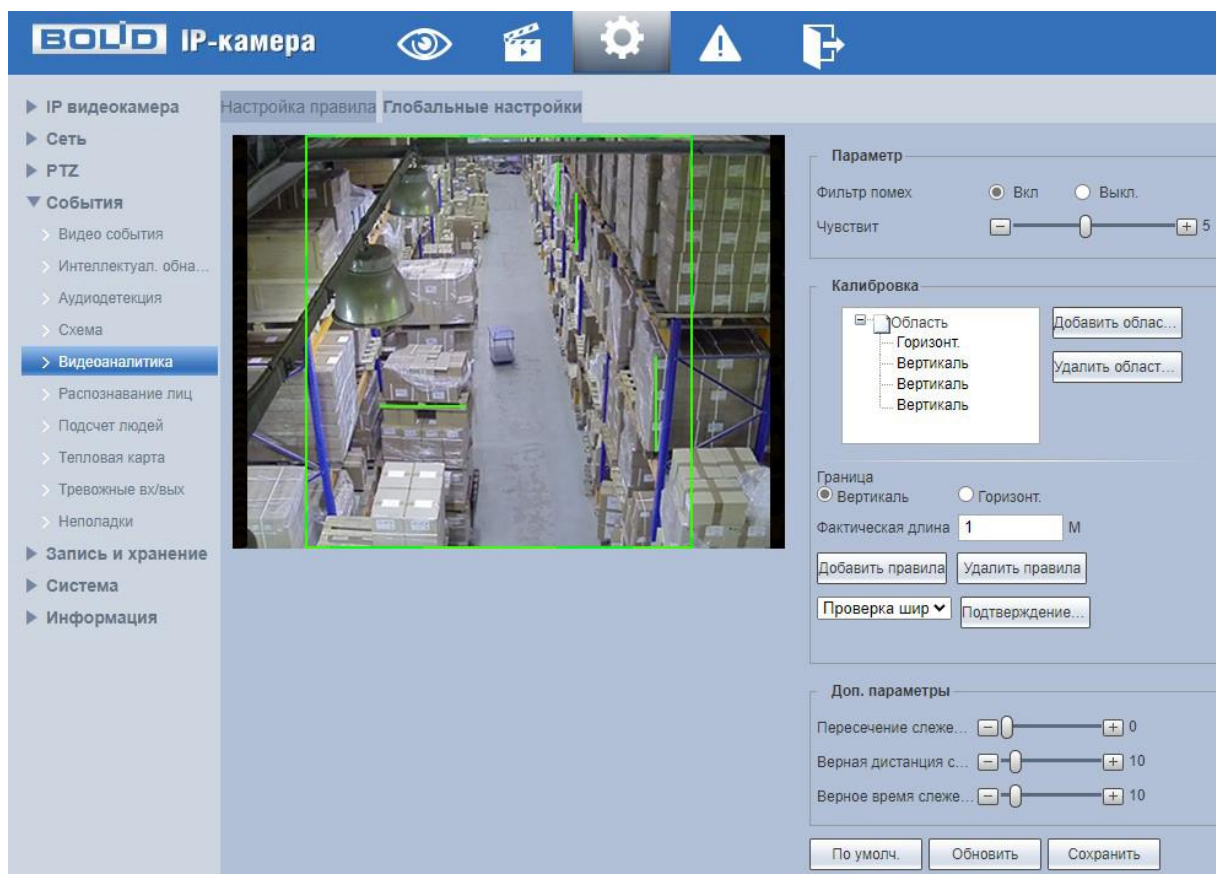 BOLID IP-камера
IP видеокамера
Сеть
PTZ
События
Видео события
Интеллектуал. обна...
Аудиодетекция
Схема
Видеоаналитика
Распознавание лиц
Подсчет людей
Тепловая карта
Тревожные вх/вых
Неполадки
Запись и хранение
Система
Информация
Настройка правила Глобальные настройки
Параметр
Фильтр помех Вкл Выкл.
Чувствит 5
Калибровка
Область
Горизонт.
Вертикаль
Вертикаль
Вертикаль
Добавить облас...
Удалить област...
Граница
Вертикаль Горизонт.
Фактическая длина 1 М
Добавить правила Удалить правила
Проверка шир Подтверждение...
Доп. параметры
Пересечение слеже... 0
Верная дистанция с... 10
Верное время слеже... 10
По умолч. Обновить Сохранить